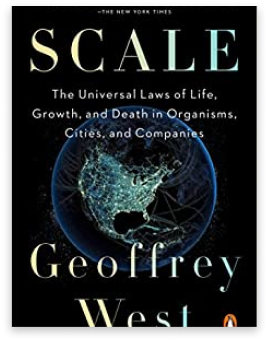 —THE NEW YORK TIMES
SCALE
The Universal Laws of Life,
Growth, and Death in Organisms,
Cities, and Companies
Geoffrey
West